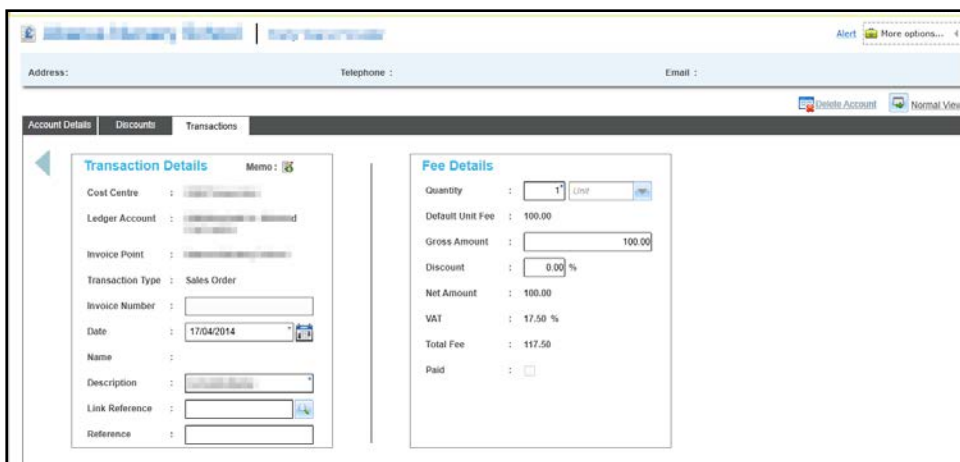 Alert More options...
Address: Telephone : Email :
Delete Account Normal View
Account Details Discounts Transactions
Transaction Details Memo :
Cost Centre :
Ledger Account :
Invoice Point :
Transaction Type : Sales Order
Invoice Number :
Date : 17/04/2014 *
Name :
Description : *
Link Reference :
Reference :
Fee Details
Quantity : 1* Unit
Default Unit Fee : 100.00
Gross Amount : 100.00
Discount : 0.00 %
Net Amount : 100.00
VAT : 17.50 %
Total Fee : 117.50
Paid :